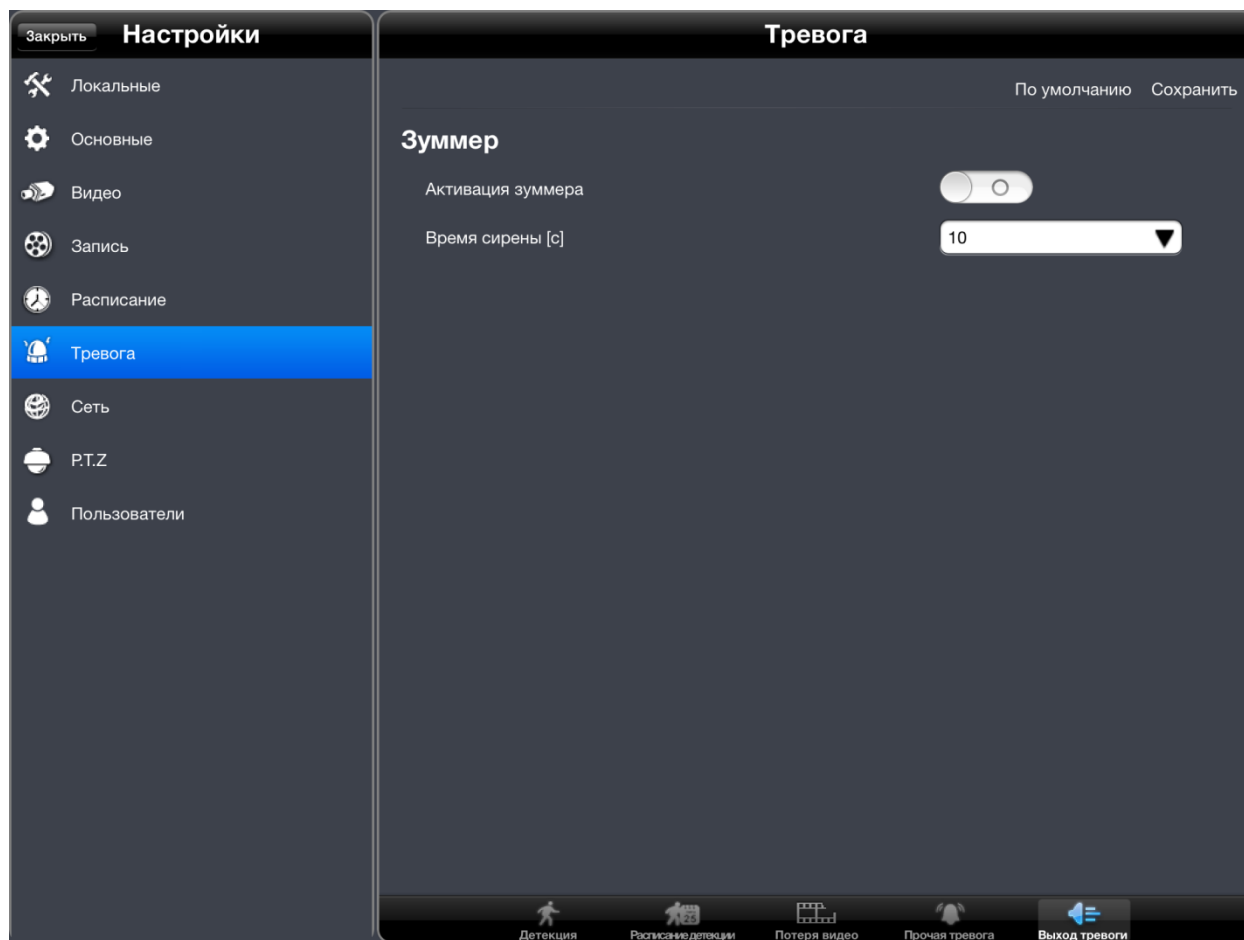 Закрыть Настройки
Тревога
Локальные
Основные
Видео
Запись
Расписание
Тревога
Сеть
P.T.Z
Пользователи
По умолчанию Сохранить
Зуммер
Активация зуммера
Время сирены [с] 10
25
Детекция Расписание детекции Потеря видео Прочая тревога Выход тревоги